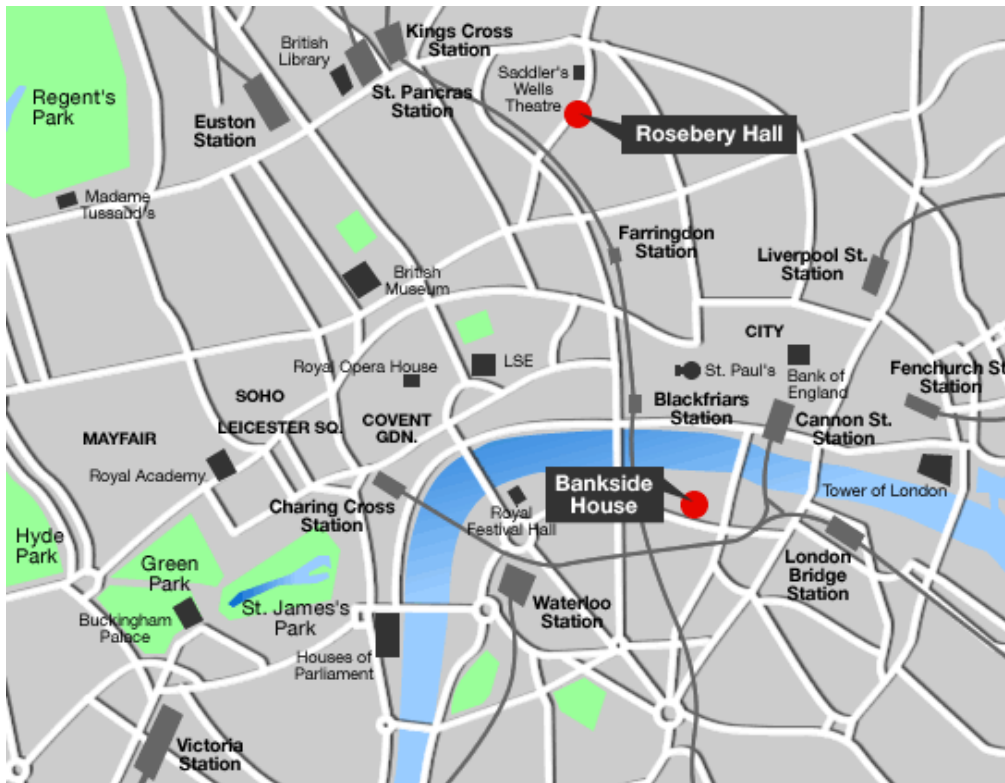 Kings Cross
Station
British
Library
St. Pancras
Station
Saddler's
Wells
Theatre
Rosebery Hall
Regent's
Park
Euston
Station
Madame
Tussaud's
Farringdon
Station
Liverpool St.
Station
British
Museum
CITY
Royal Opera House
LSE
St. Paul's
Bank of
England
Fenchurch St
Station
SOHO
LEICESTER SQ.
COVENT
GDN.
Blackfriars
Station
Cannon St.
Station
MAYFAIR
Royal Academy
Charing Cross
Station
Royal
Festival Hall
Bankside
House
Tower of London
Hyde
Park
Green
Park
St. James's
Park
Buckingham
Palace
Houses of
Parliament
Waterloo
Station
London
Bridge
Station
Victoria
Station